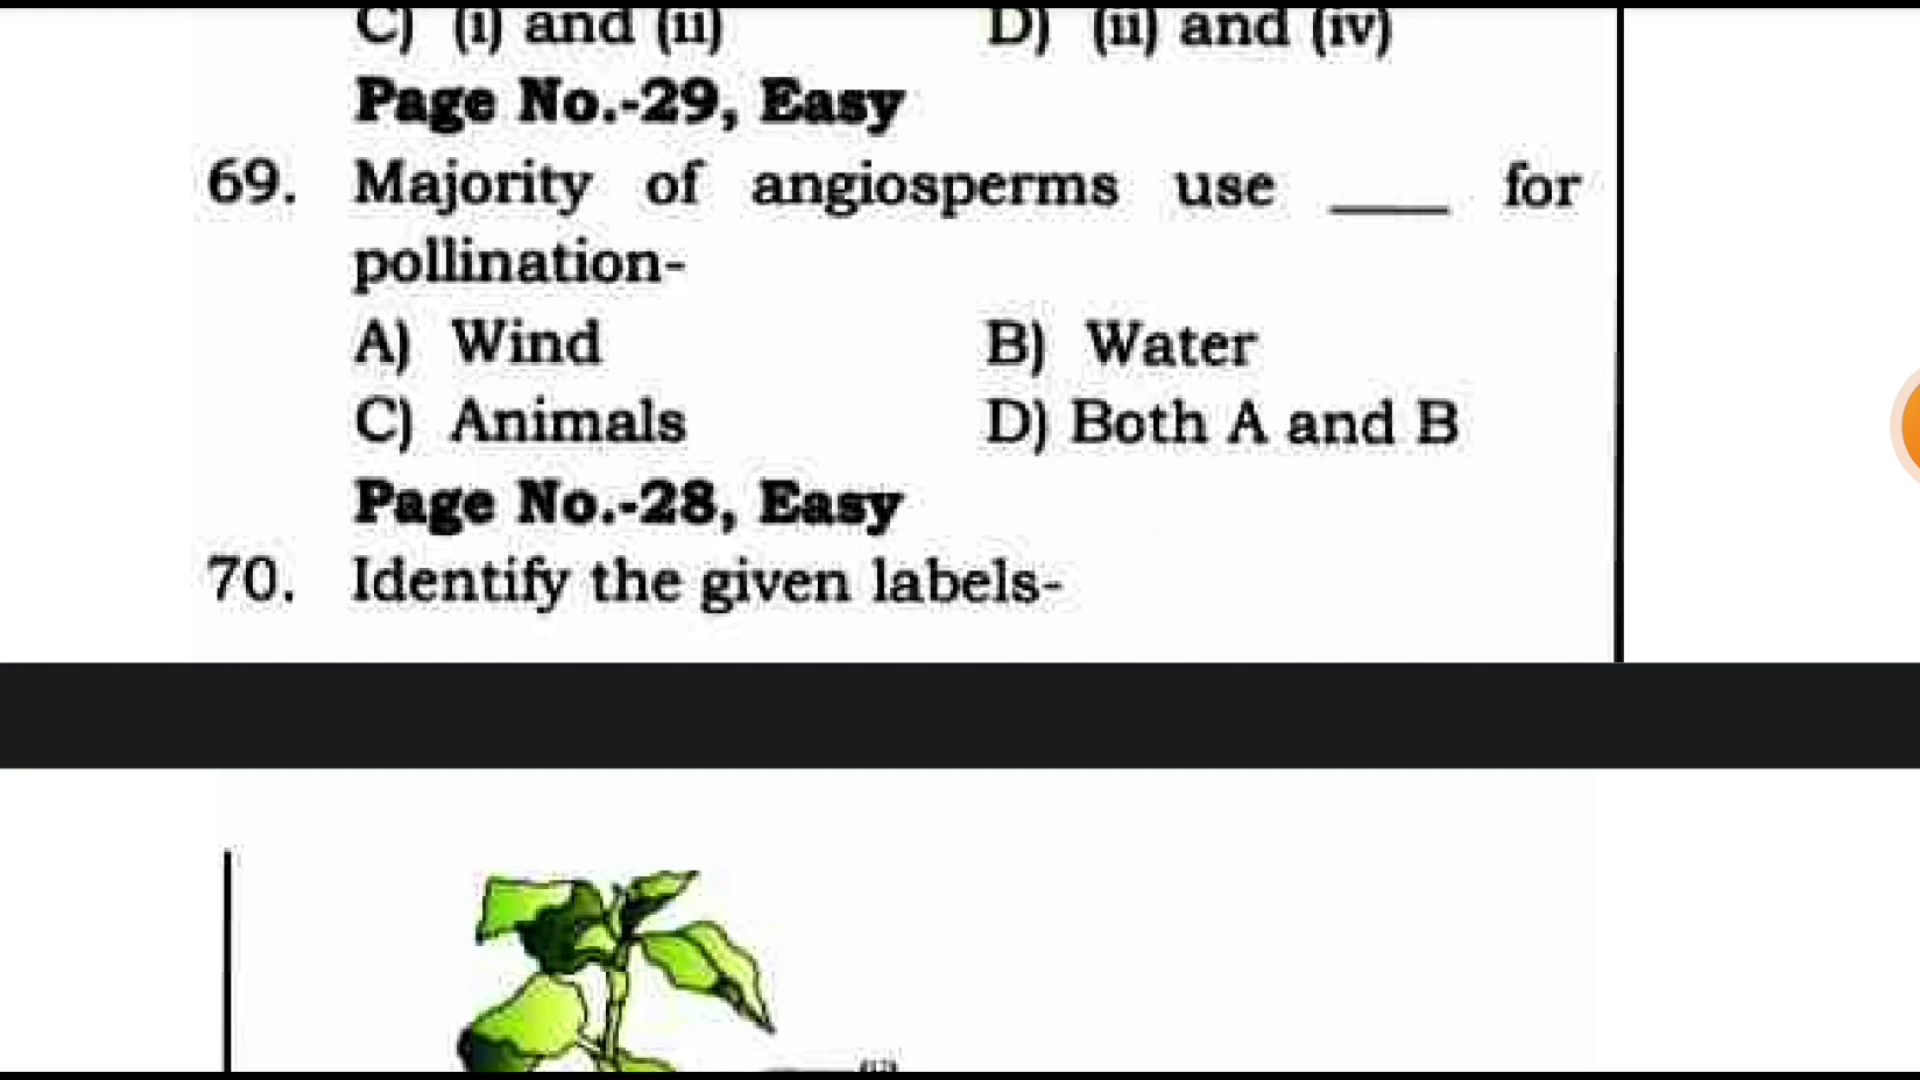 C) (i) and (ii) D) (ii) and (iv)
Page No.-29, Easy
69. Majority of angiosperms use ____ for
pollination-
A) Wind B) Water
C) Animals D) Both A and B
Page No.-28, Easy
70. Identify the given labels-